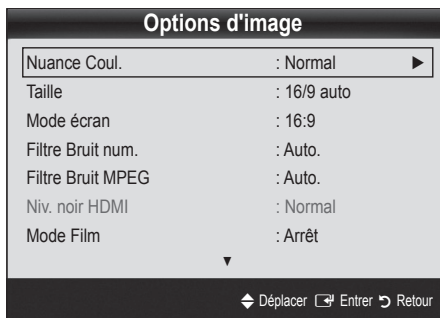 Options d'image
Nuance Coul. : Normal ►
Taille : 16/9 auto
Mode écran : 16:9
Filtre Bruit num. : Auto.
Filtre Bruit MPEG : Auto.
Niv. noir HDMI : Normal
Mode Film : Arrêt
▼
Déplacer Entrer Retour